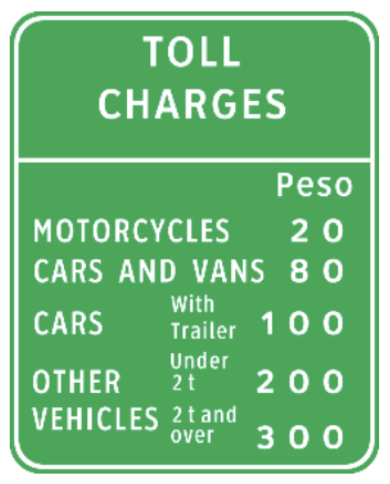 TOLL
CHARGES
Peso
MOTORCYCLES 20
CARS AND VANS 80
CARS With Trailer 100
OTHER VEHICLES Under 2 t 200
2 t and over 300